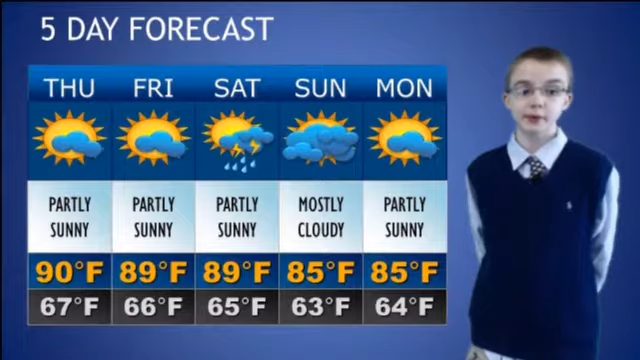 5 DAY FORECAST
THU FRI SAT SUN MON
PARTLY SUNNY PARTLY SUNNY PARTLY SUNNY MOSTLY CLOUDY PARTLY SUNNY
90°F 89°F 89°F 85°F 85°F
67°F 66°F 65°F 63°F 64°F